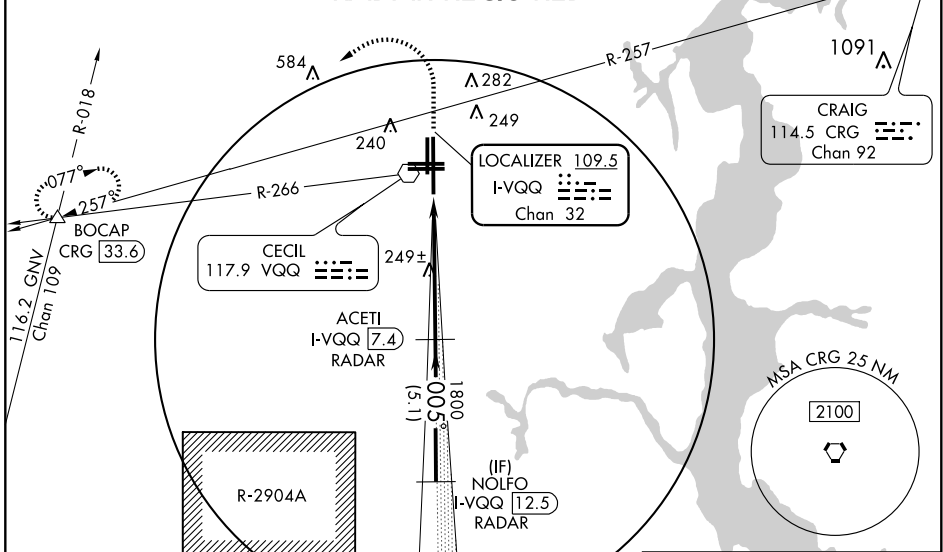 584
282
R-257
1091
R-018
249
240
CRAIG
114.5 CRG
Chan 92
LOCALIZER 109.5
I-VQQ
Chan 32
077°
257°
R-266
BOCAP
CRG 33.6
CECIL
117.9 VQQ
249±
116.2 GNV
Chan 109
ACETI
I-VQQ 7.4
RADAR
MSA CRG 25 NM
2100
1800
005°
(5.1)
R-2904A
(IF)
NOLFO
I-VQQ 12.5
RADAR